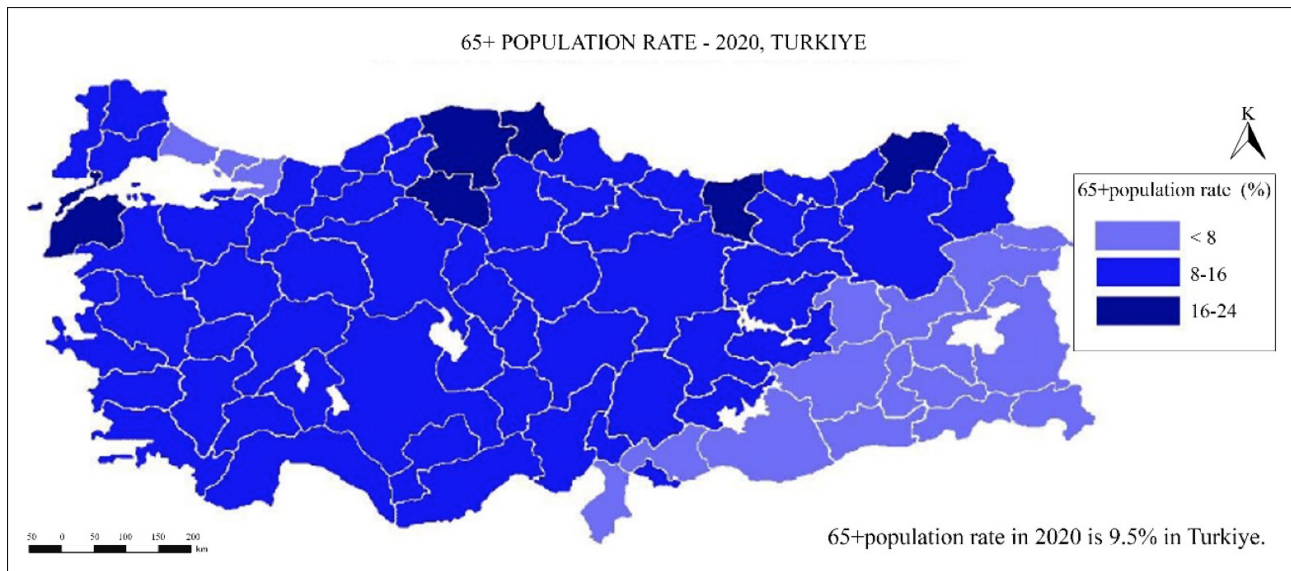 65+ POPULATION RATE - 2020, TURKIYE
K
65+population rate (%)
< 8
8-16
16-24
50 0 50 100 150 200
km
65+population rate in 2020 is 9.5% in Turkiye.